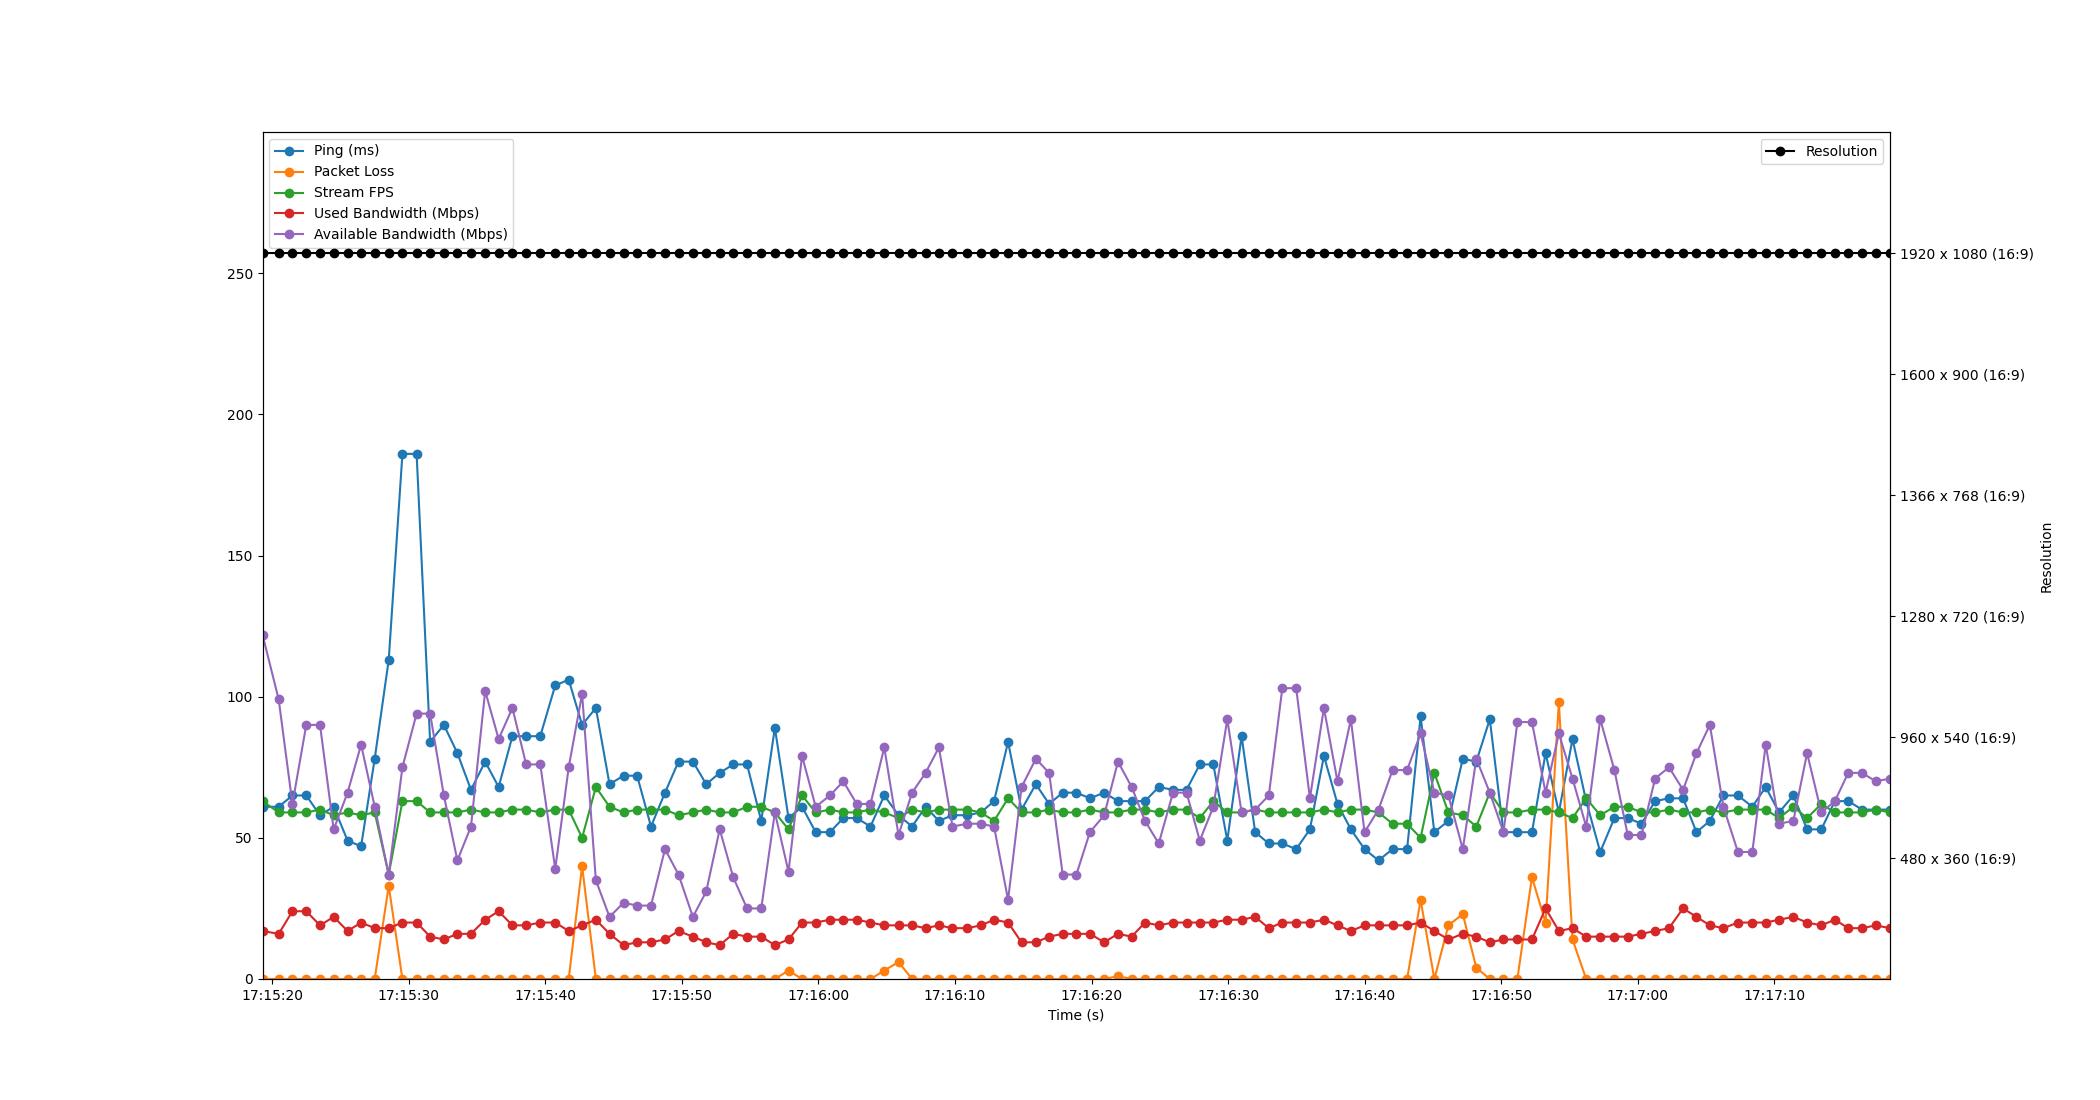 Ping (ms)
Packet Loss
Stream FPS
Used Bandwidth (Mbps)
Available Bandwidth (Mbps)
Resolution
250
200
150
100
50
0
1920 x 1080 (16:9)
1600 x 900 (16:9)
1366 x 768 (16:9)
1280 x 720 (16:9)
960 x 540 (16:9)
480 x 360 (16:9)
Resolution
17:15:20 17:15:30 17:15:40 17:15:50 17:16:00 17:16:10 17:16:20 17:16:30 17:16:40 17:16:50 17:17:00 17:17:10
Time (s)